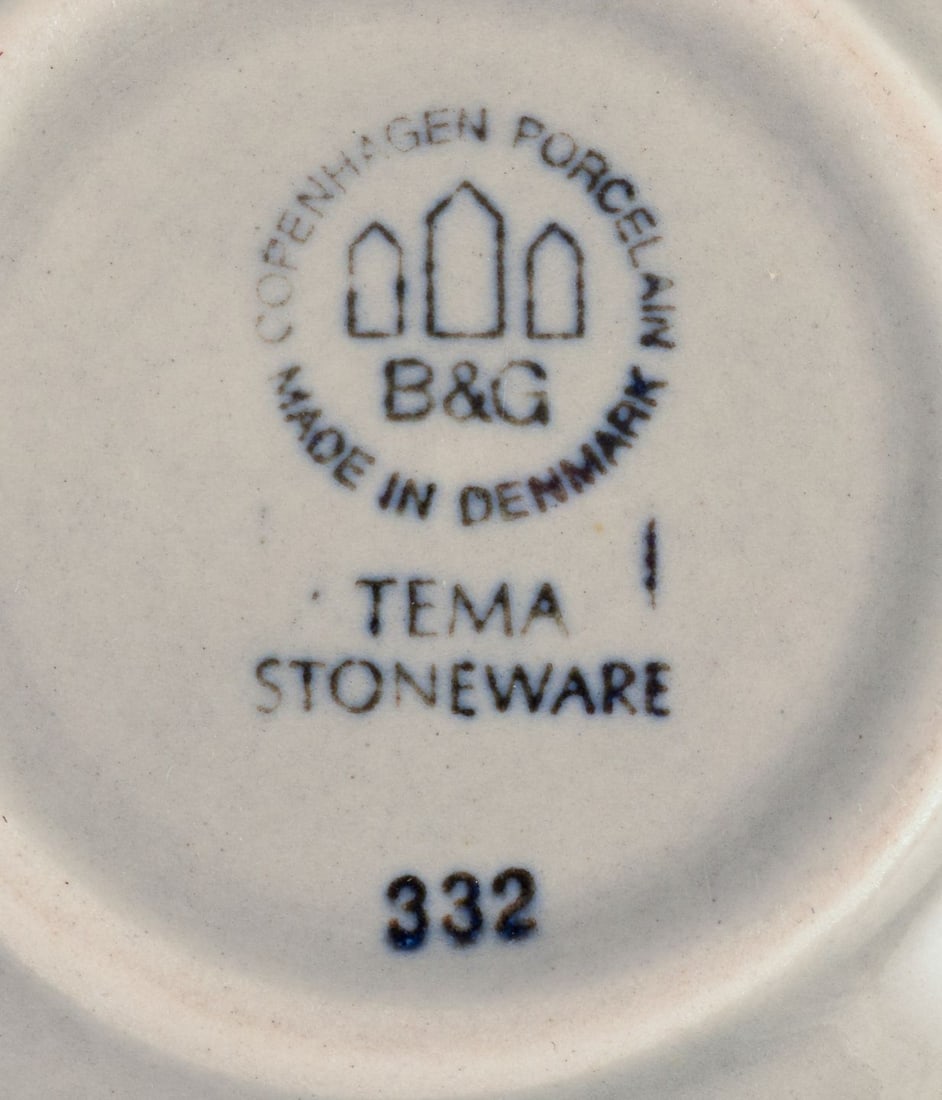 COPENHAGEN PORCELAIN
B&G
MADE IN DENMARK
TEMA
STONEWARE
332